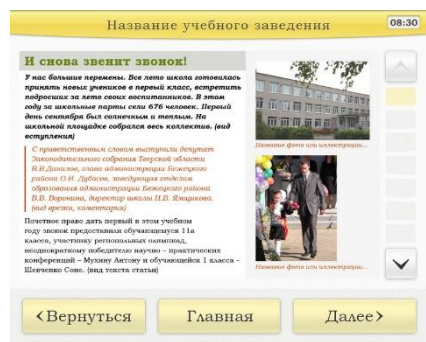 Название учебного заведения
08:30
И снова звенит звонок!
У нас большие перемены. Все лето школа готовилась
принять новых учеников в первый класс, встретить
подросших за лето своих воспитанников. В этом
году за школьные парты сели 676 человек. Первый
день сентября был солнечным и теплым. На
школьной площадке собрался весь коллектив. (вид
вступления)
С приветственным словом выступили депутат
Законодательного собрания Тверской области
В.В.Данилов, глава администрации Бежецкого
района О.Н. Дубасов, заведующая отделом
образования администрации Бежецкого района
В.В. Воронина, директор школы Н.В. Ямщикова.
(вид врезки, коментария)
Почетное право дать первый в этом учебном
году звонок предоставили обучающемуся 11а
класса, участнику региональных олимпиад,
неоднократному победителю научно – практических
конференций – Мухину Антону и обучающейся 1 класса -
Шевченко Соне. (вид текста статьи)
Название фото или иллюстрации...
Название фото или иллюстрации...
Вернуться
Главная
Далее